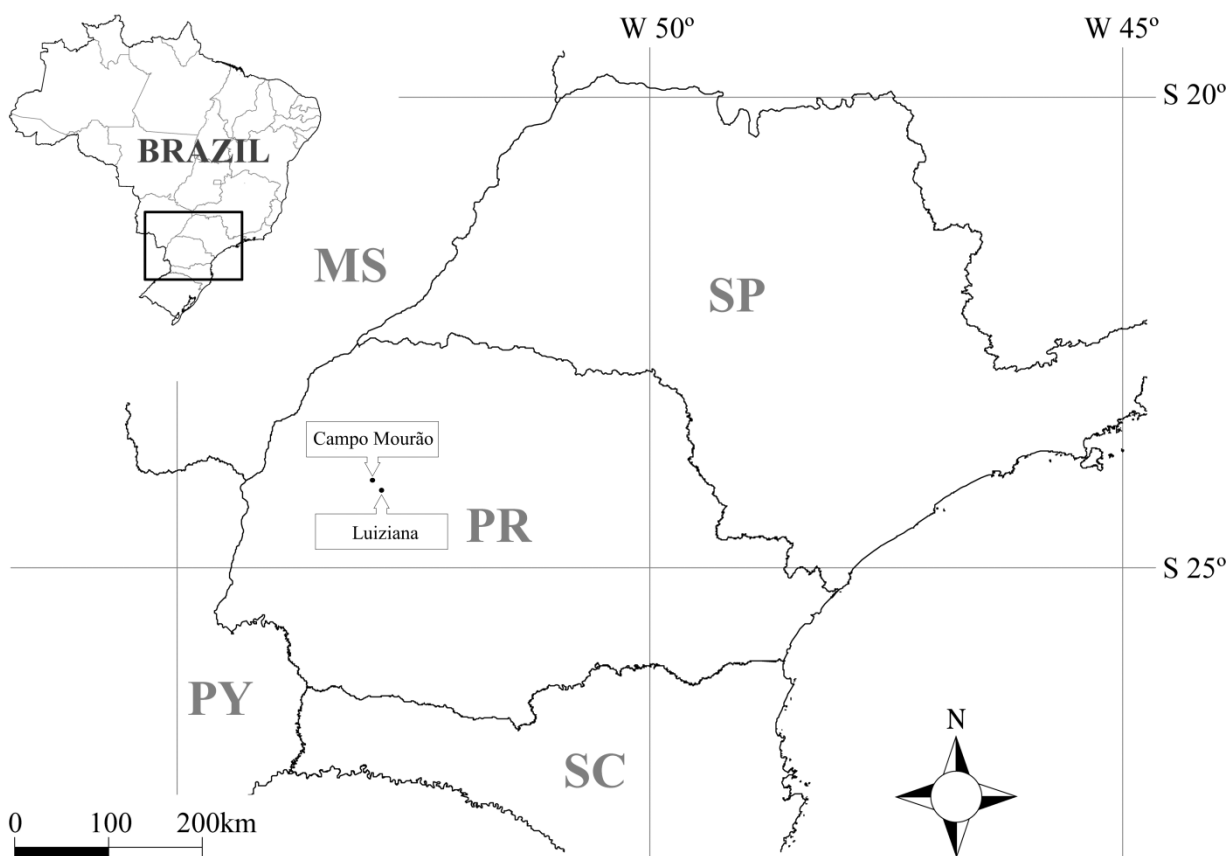 W 50º
W 45º
S 20º
BRAZIL
MS
SP
Campo Mourão
Luiziana
PR
S 25º
PY
SC
N
0 100 200km